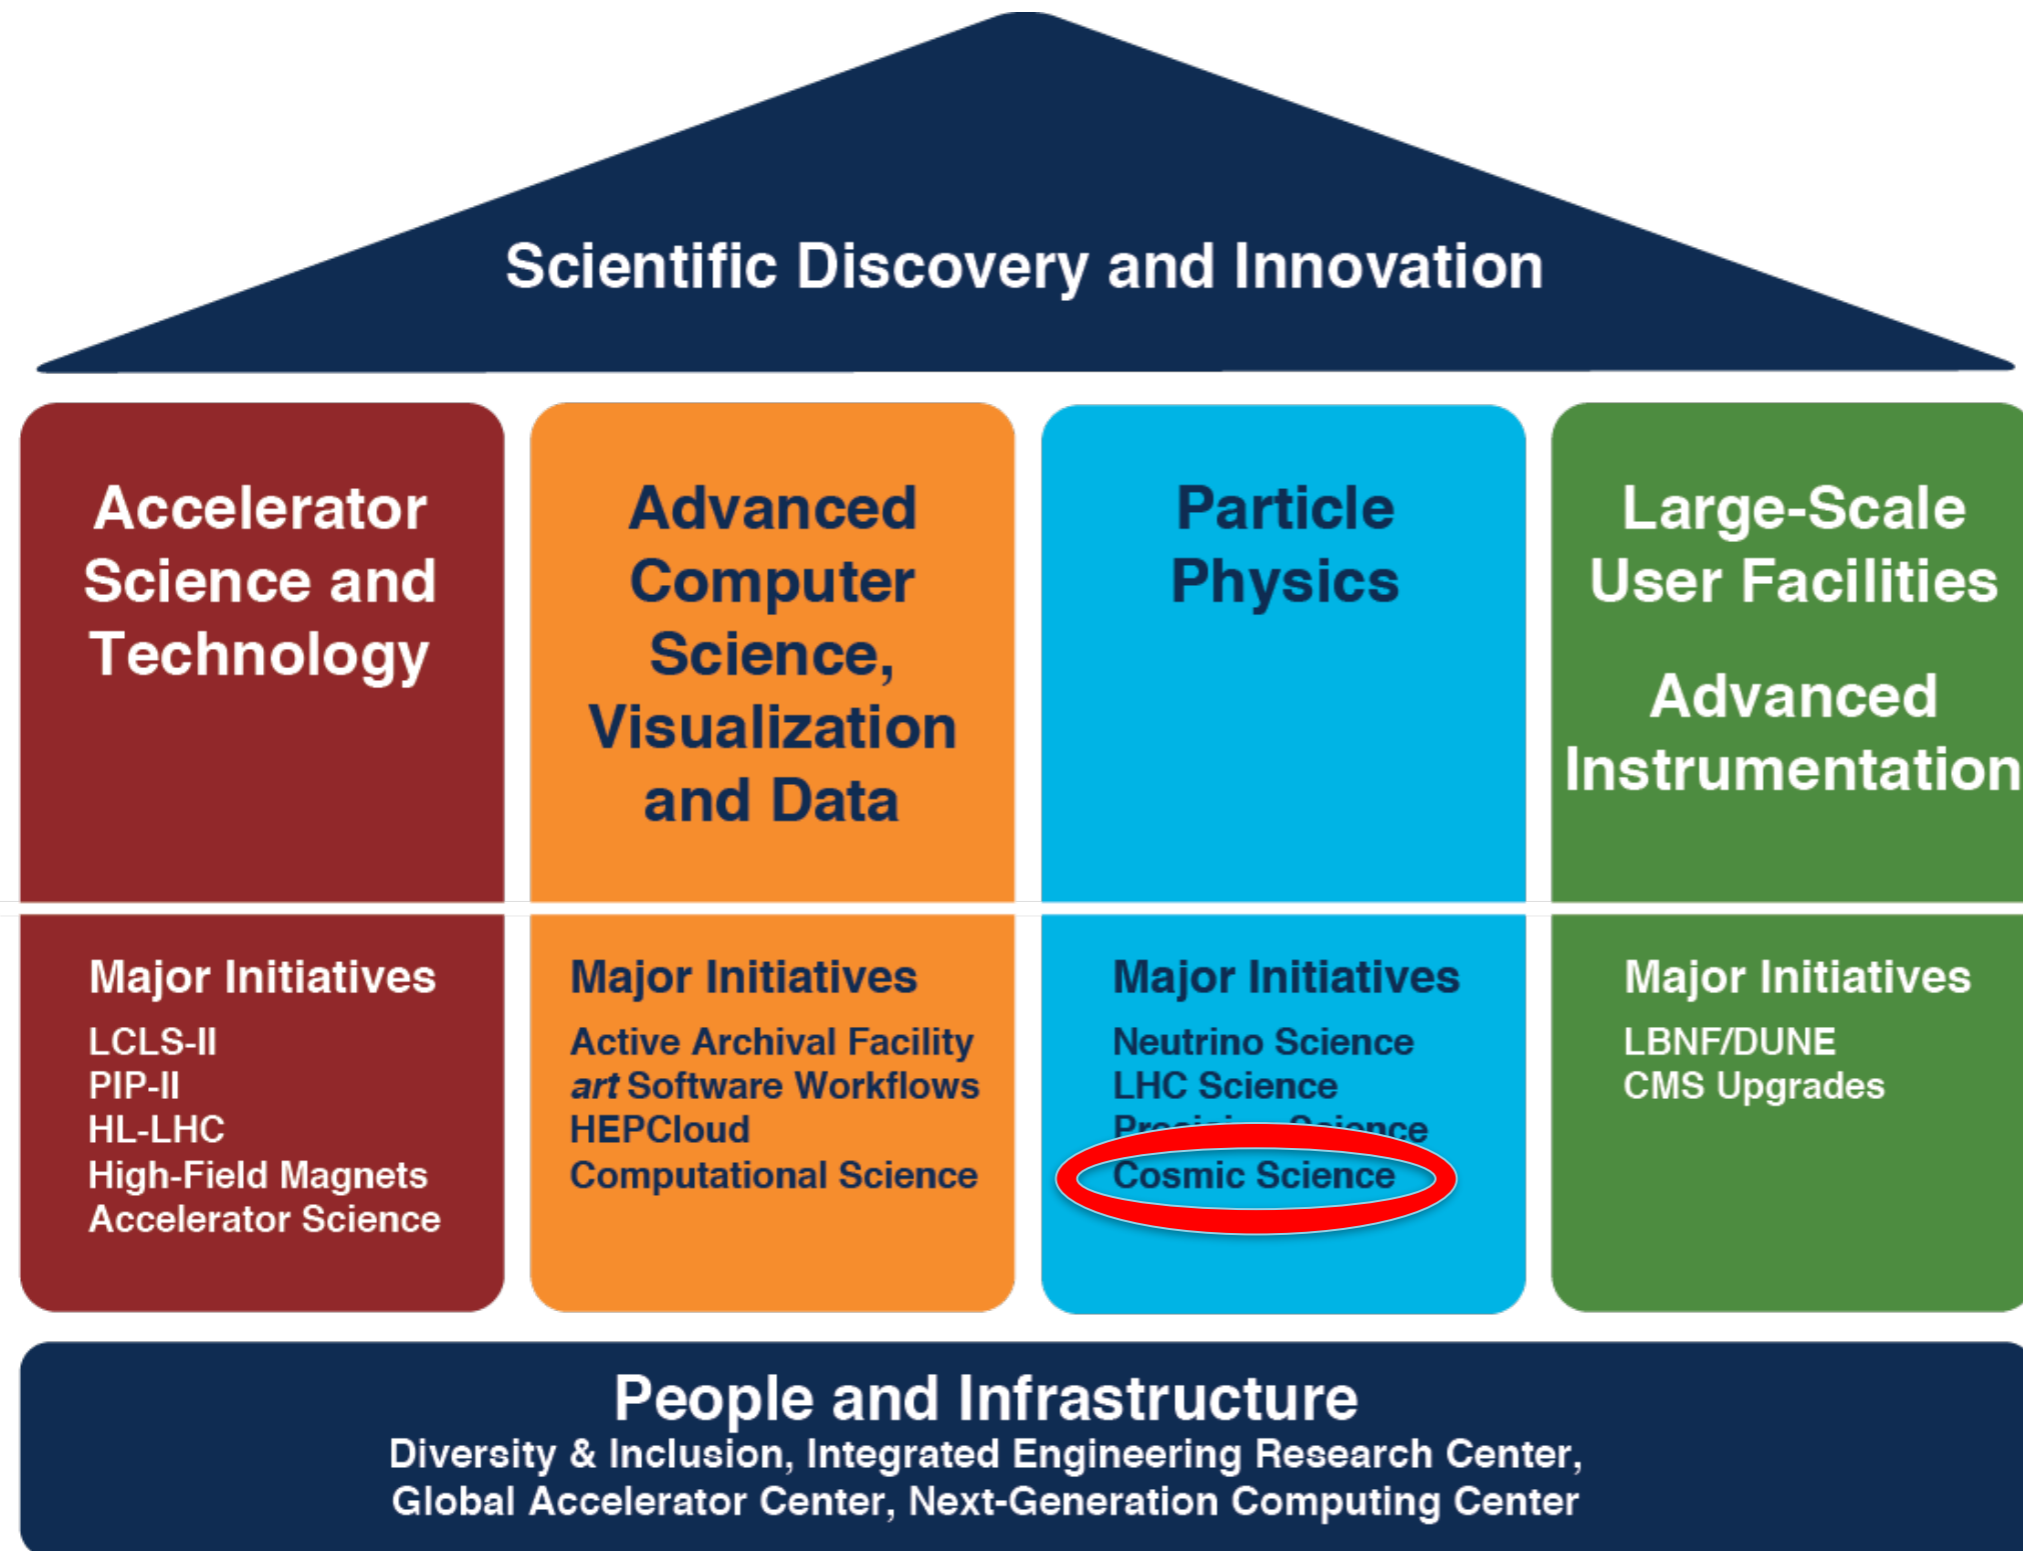 Scientific Discovery and Innovation
Accelerator
Science and
Technology
Advanced
Computer
Science,
Visualization
and Data
Particle
Physics
Large-Scale
User Facilities
Advanced
Instrumentation
Major Initiatives
LCLS-II
PIP-II
HL-LHC
High-Field Magnets
Accelerator Science
Major Initiatives
Active Archival Facility
art Software Workflows
HEPCloud
Computational Science
Major Initiatives
Neutrino Science
LHC Science
Precision Science
Cosmic Science
Major Initiatives
LBNF/DUNE
CMS Upgrades
People and Infrastructure
Diversity & Inclusion, Integrated Engineering Research Center,
Global Accelerator Center, Next-Generation Computing Center